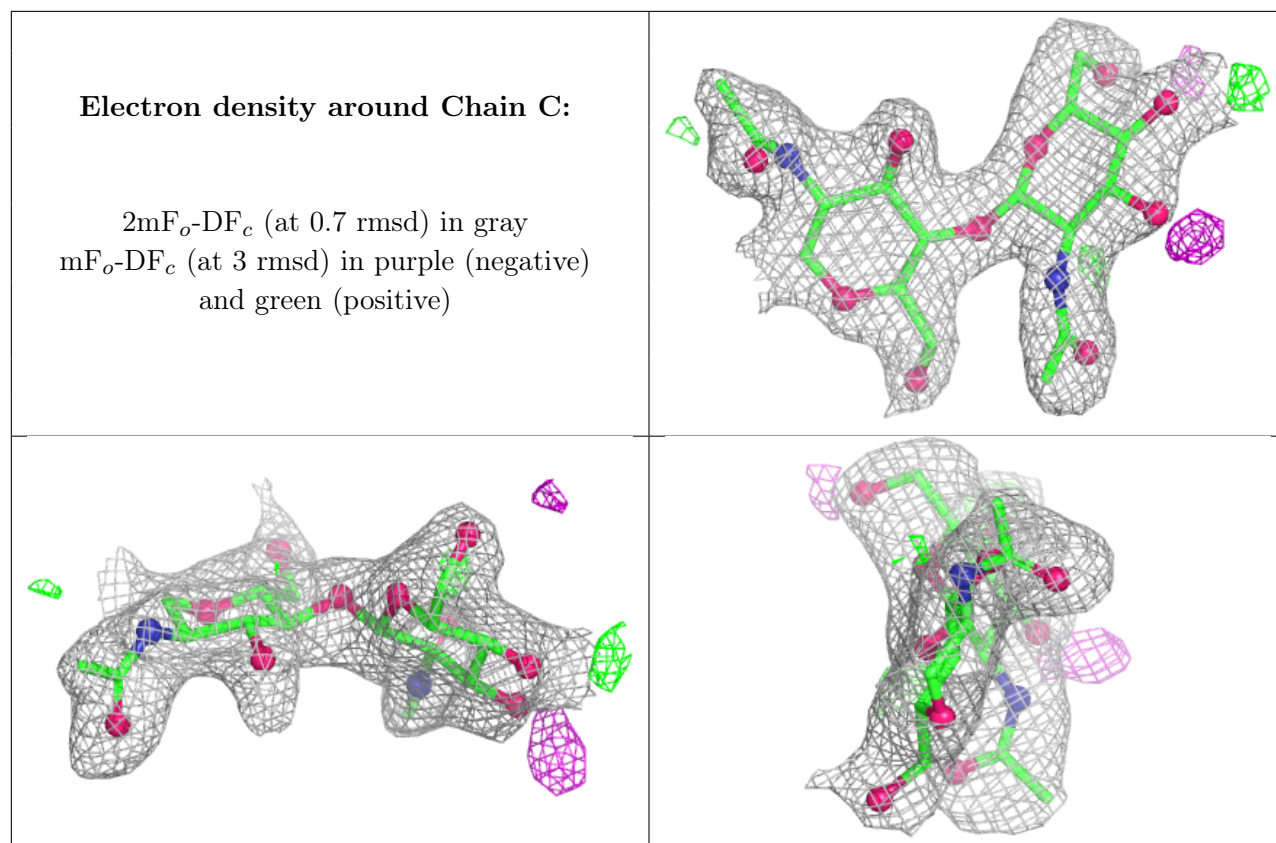 Electron density around Chain C:
2mFₒ-DF𝒸 (at 0.7 rmsd) in gray
mFₒ-DF𝒸 (at 3 rmsd) in purple (negative)
and green (positive)